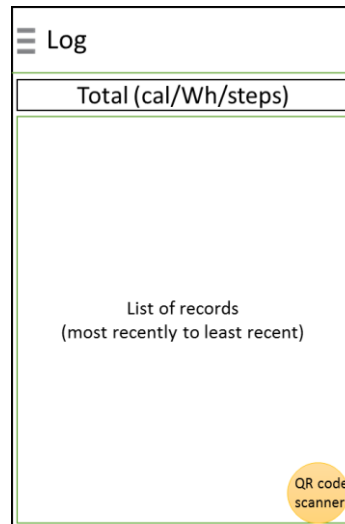 Log
Total (cal/Wh/steps)
List of records
(most recently to least recent)
QR code
scanner